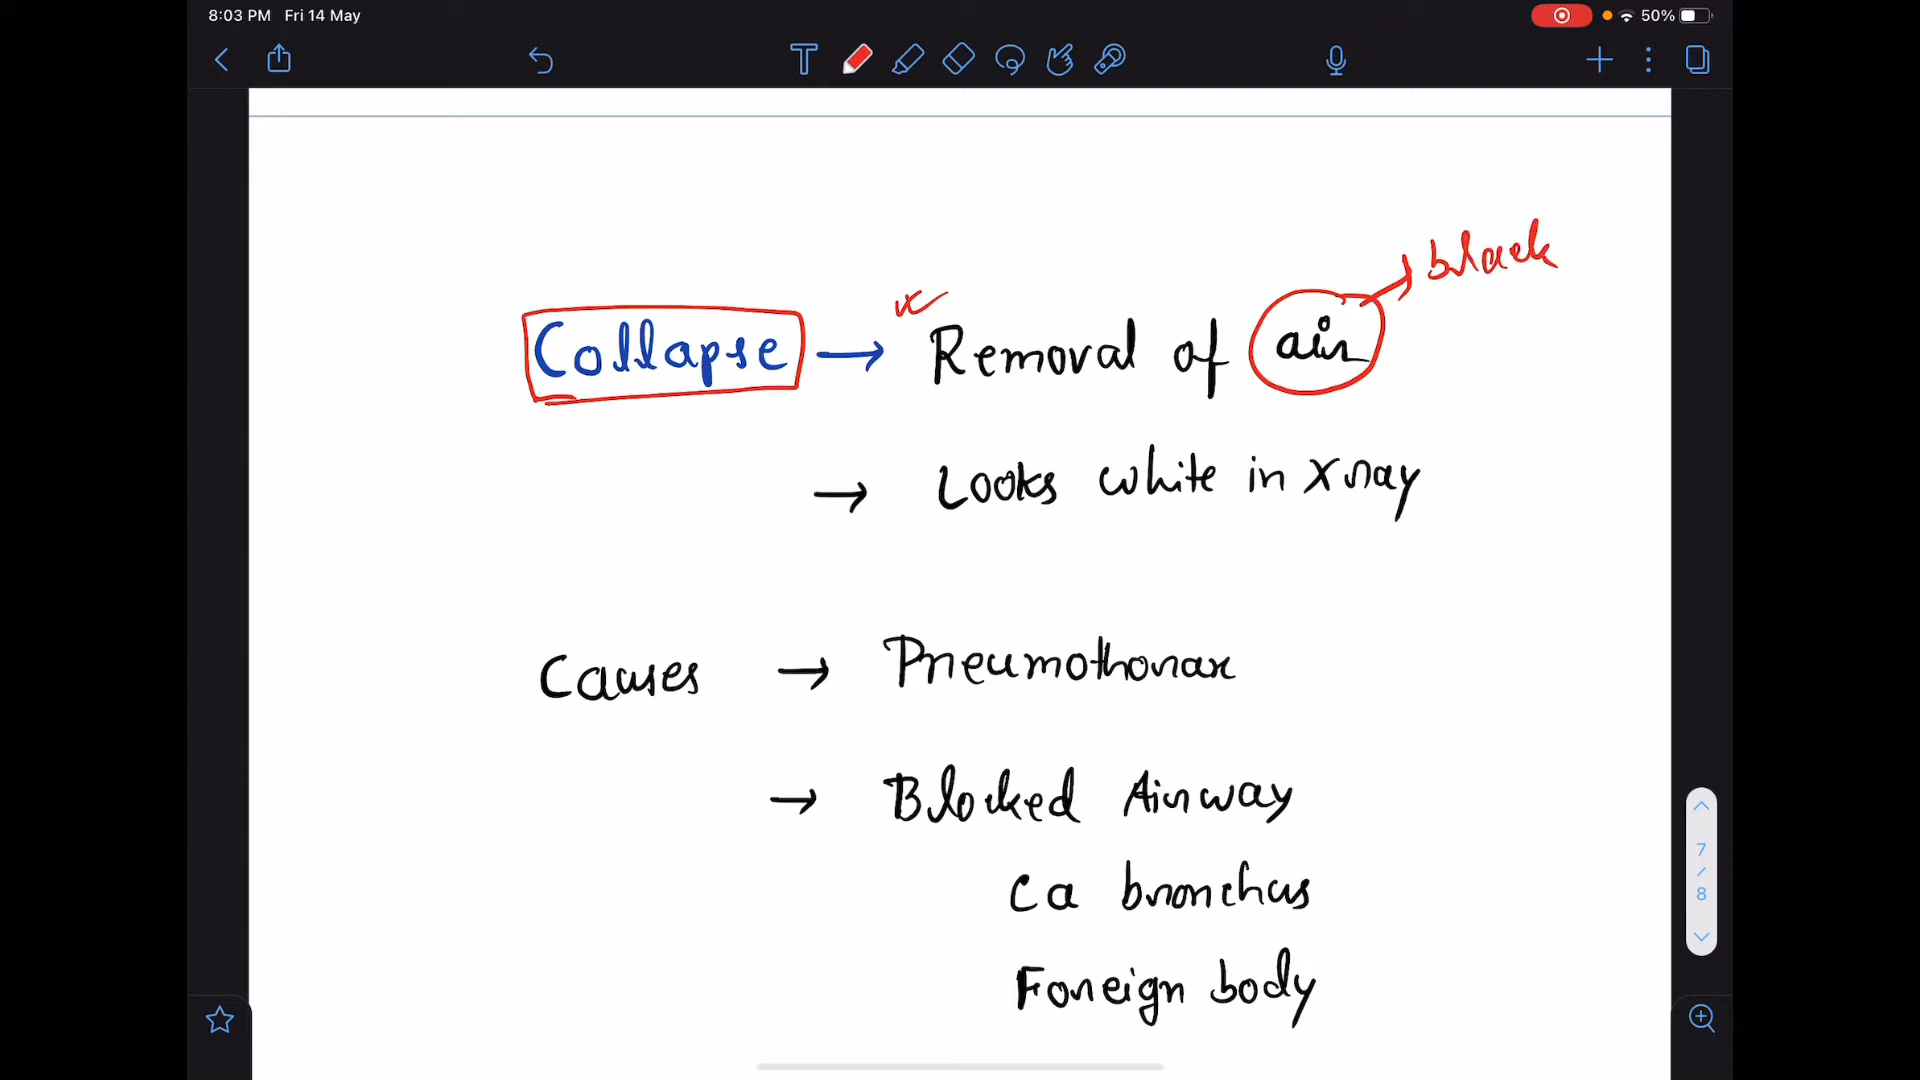 8:03 PM Fri 14 May
50%
black
Collapse → Removal of air
→ Looks white in Xray
Causes → Pneumothorax
→ Blocked Airway
Ca bronchus
Foreign body
7
/
8